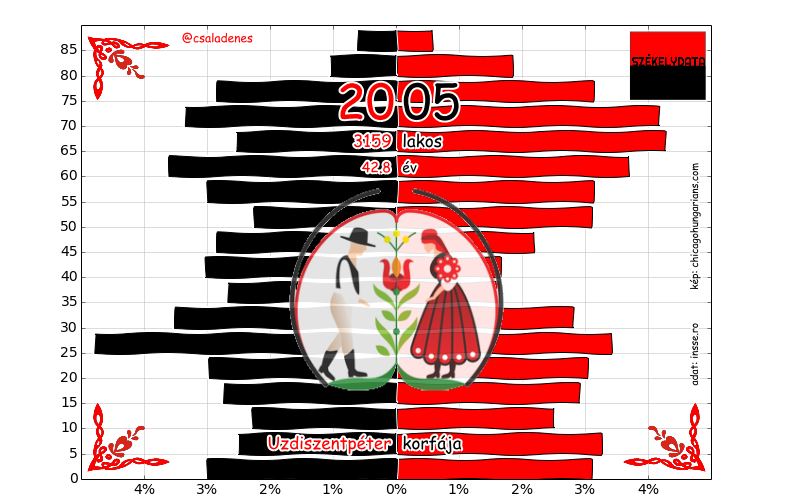 @csaladenes
SZÉKELYDATA
2005
3159 lakos
42.8 év
kép: chicagohungarians.com
adat: insse.ro
Uzdiszentpéter korfája
85
80
75
70
65
60
55
50
45
40
35
30
25
20
15
10
5
0
4% 3% 2% 1% 0% 1% 2% 3% 4%